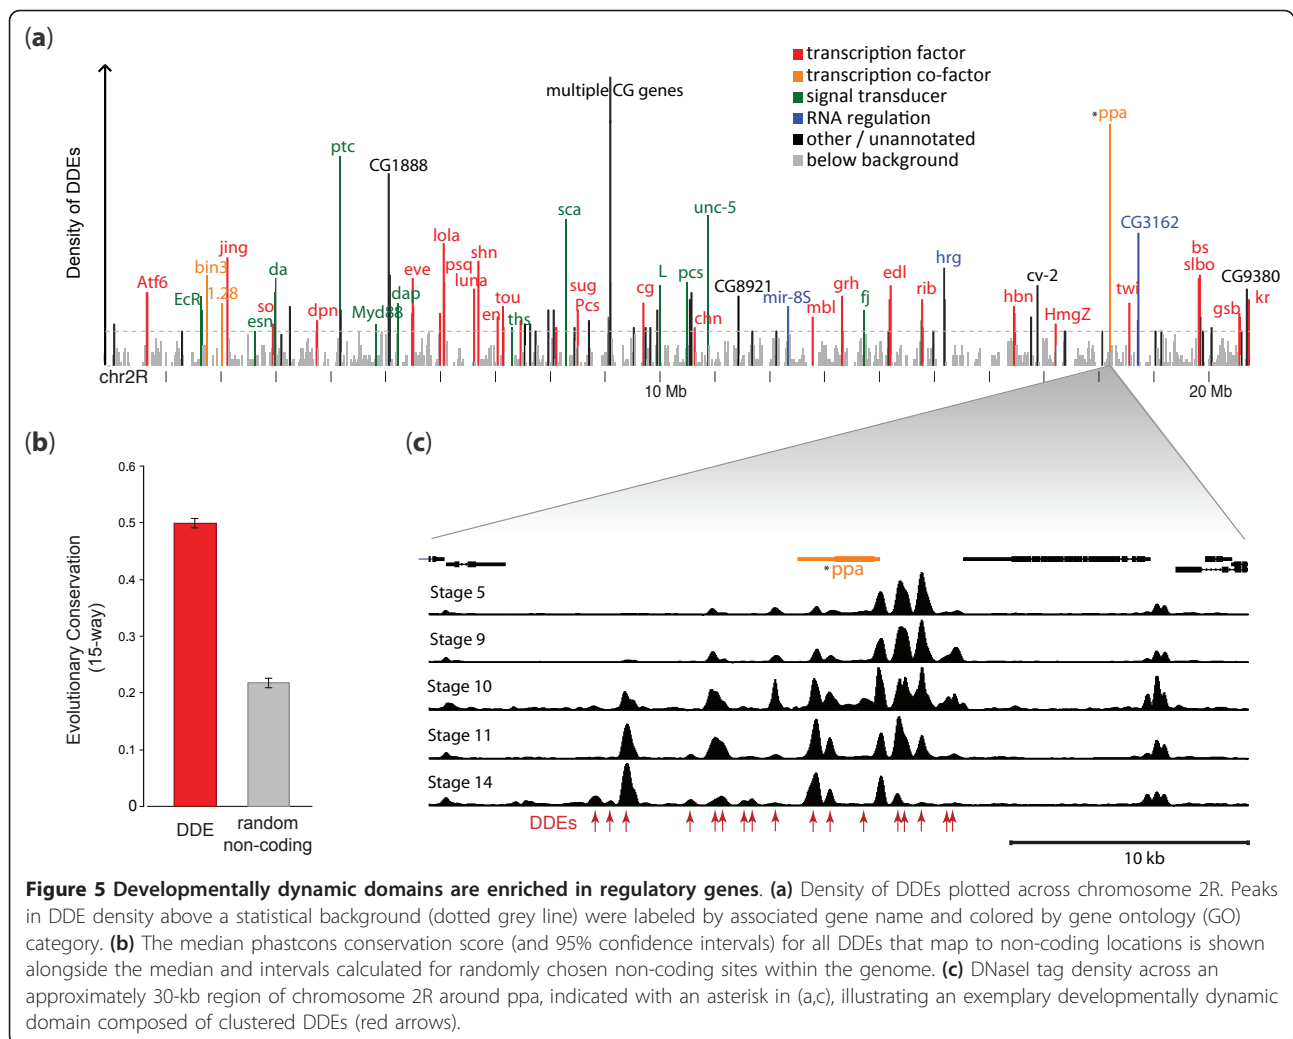 (a)
transcription factor
transcription co-factor
signal transducer
RNA regulation
other / unannotated
below background
Density of DDEs
multiple CG genes
*ppa
ptc
CG1888
sca
unc-5
CG3162
lola
jing
shn
bin3
da
psq
eve
luna
L
pcs
edl
hrg
cv-2
bs
slbo
CG9380
Atf6
EcR
1.28
so
esn
dpn
Myd88
dap
en
tou
ths
sug
Pcs
cg
chn
CG8921
mir-8S
mbl
grh
fj
rib
hbn
HmgZ
twi
gsb
kr
chr2R
10 Mb
20 Mb
(b)
0.6
0.5
0.4
0.3
0.2
0.1
0
Evolutionary Conservation
(15-way)
DDE
random
non-coding
(c)
*ppa
Stage 5
Stage 9
Stage 10
Stage 11
Stage 14
DDEs
10 kb
Figure 5 Developmentally dynamic domains are enriched in regulatory genes. (a) Density of DDEs plotted across chromosome 2R. Peaks
in DDE density above a statistical background (dotted grey line) were labeled by associated gene name and colored by gene ontology (GO)
category. (b) The median phastcons conservation score (and 95% confidence intervals) for all DDEs that map to non-coding locations is shown
alongside the median and intervals calculated for randomly chosen non-coding sites within the genome. (c) DNaseI tag density across an
approximately 30-kb region of chromosome 2R around ppa, indicated with an asterisk in (a,c), illustrating an exemplary developmentally dynamic
domain composed of clustered DDEs (red arrows).